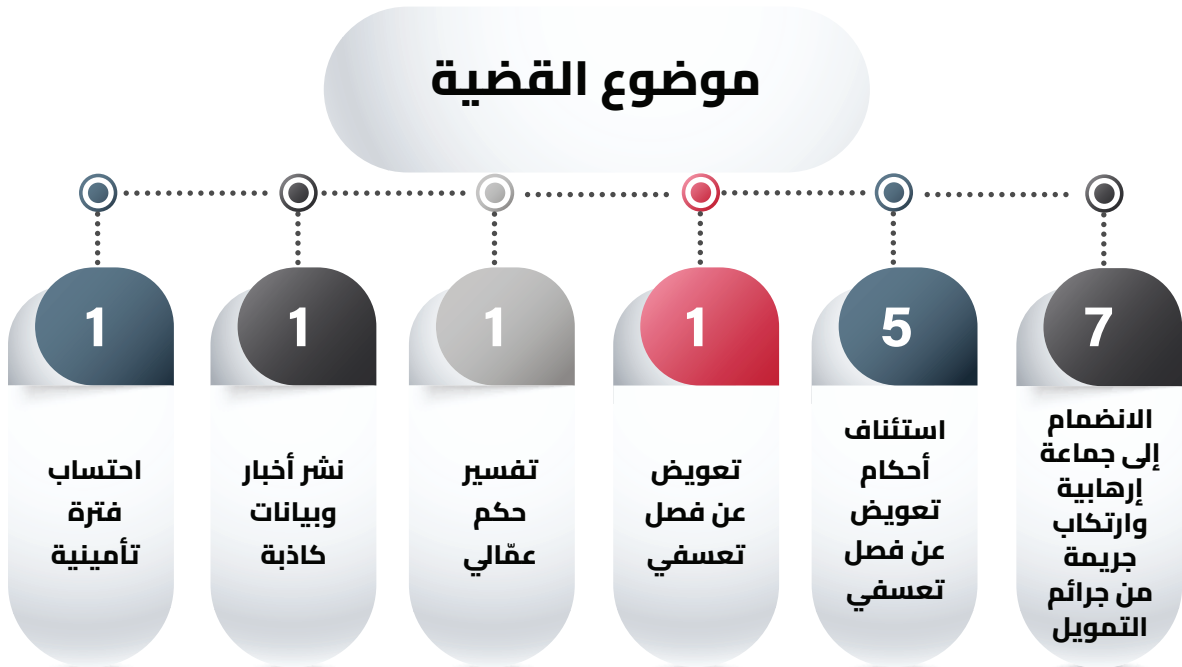 موضوع القضية
7
الانضمام
إلى جماعة
إرهابية
وارتكاب
جريمة
من جرائم
التمويل
5
استئناف
أحكام
تعويض
عن فصل
تعسفي
1
تعويض
عن فصل
تعسفي
1
تفسير
حكم
عمّالي
1
نشر أخبار
وبيانات
كاذبة
1
احتساب
فترة
تأمينية